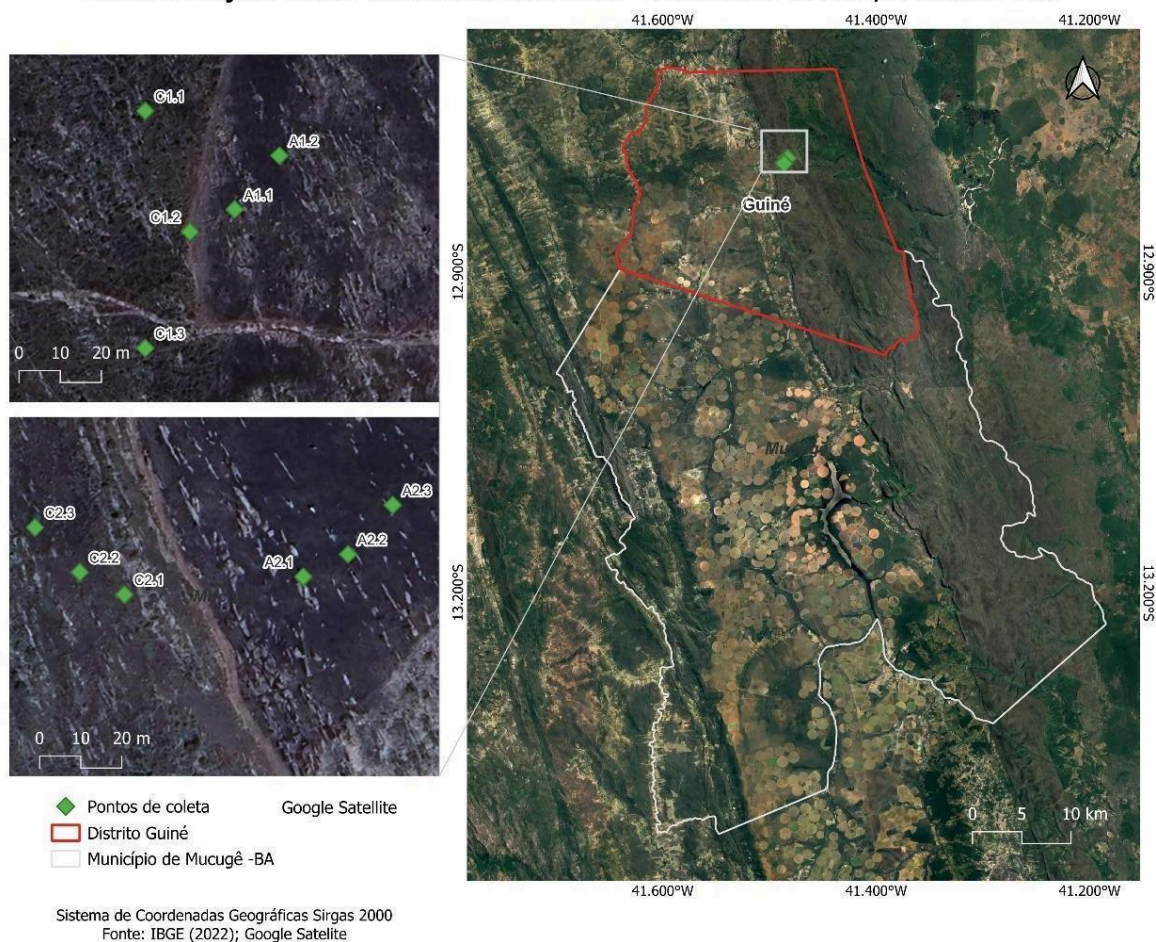 41.600°W 41.400°W 41.200°W
C1.1
A1.2
A1.1
C1.2
C1.3
0 10 20 m
C2.3
C2.2
C2.1
A2.1
A2.2
A2.3
0 10 20 m
Guiné
12.900°S
12.900°S
13.200°S
13.200°S
0 5 10 km
41.600°W 41.400°W 41.200°W
Pontos de coleta Google Satellite
Distrito Guiné
Município de Mucugê -BA
Sistema de Coordenadas Geográficas Sirgas 2000
Fonte: IBGE (2022); Google Satelite